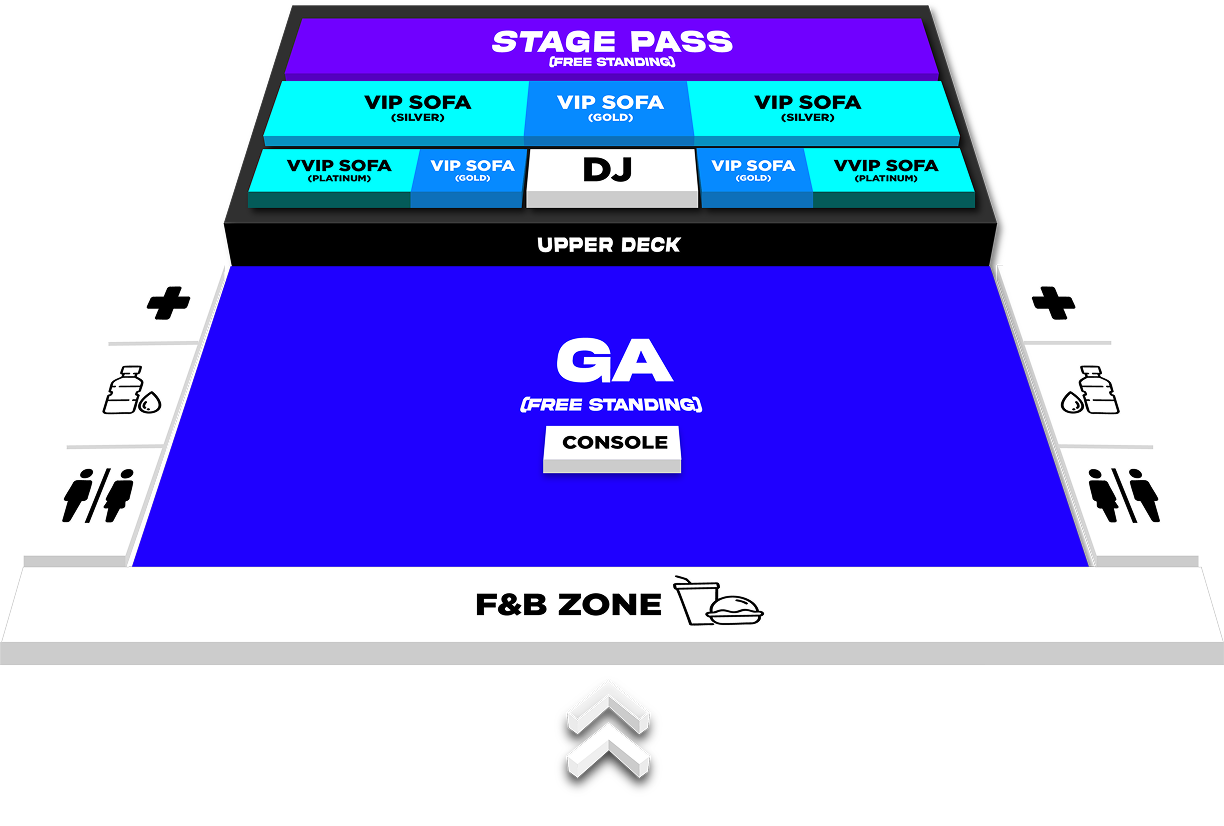 STAGE PASS
(FREE STANDING)
VIP SOFA
(SILVER)
VIP SOFA
(GOLD)
VIP SOFA
(SILVER)
VVIP SOFA
(PLATINUM)
VIP SOFA
(GOLD)
DJ
VIP SOFA
(GOLD)
VVIP SOFA
(PLATINUM)
UPPER DECK
GA
(FREE STANDING)
CONSOLE
F&B ZONE